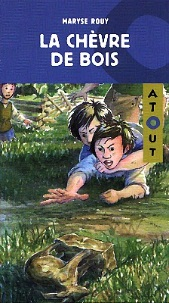 MARYSE ROUY
LA CHÈVRE
DE BOIS
ATOUT